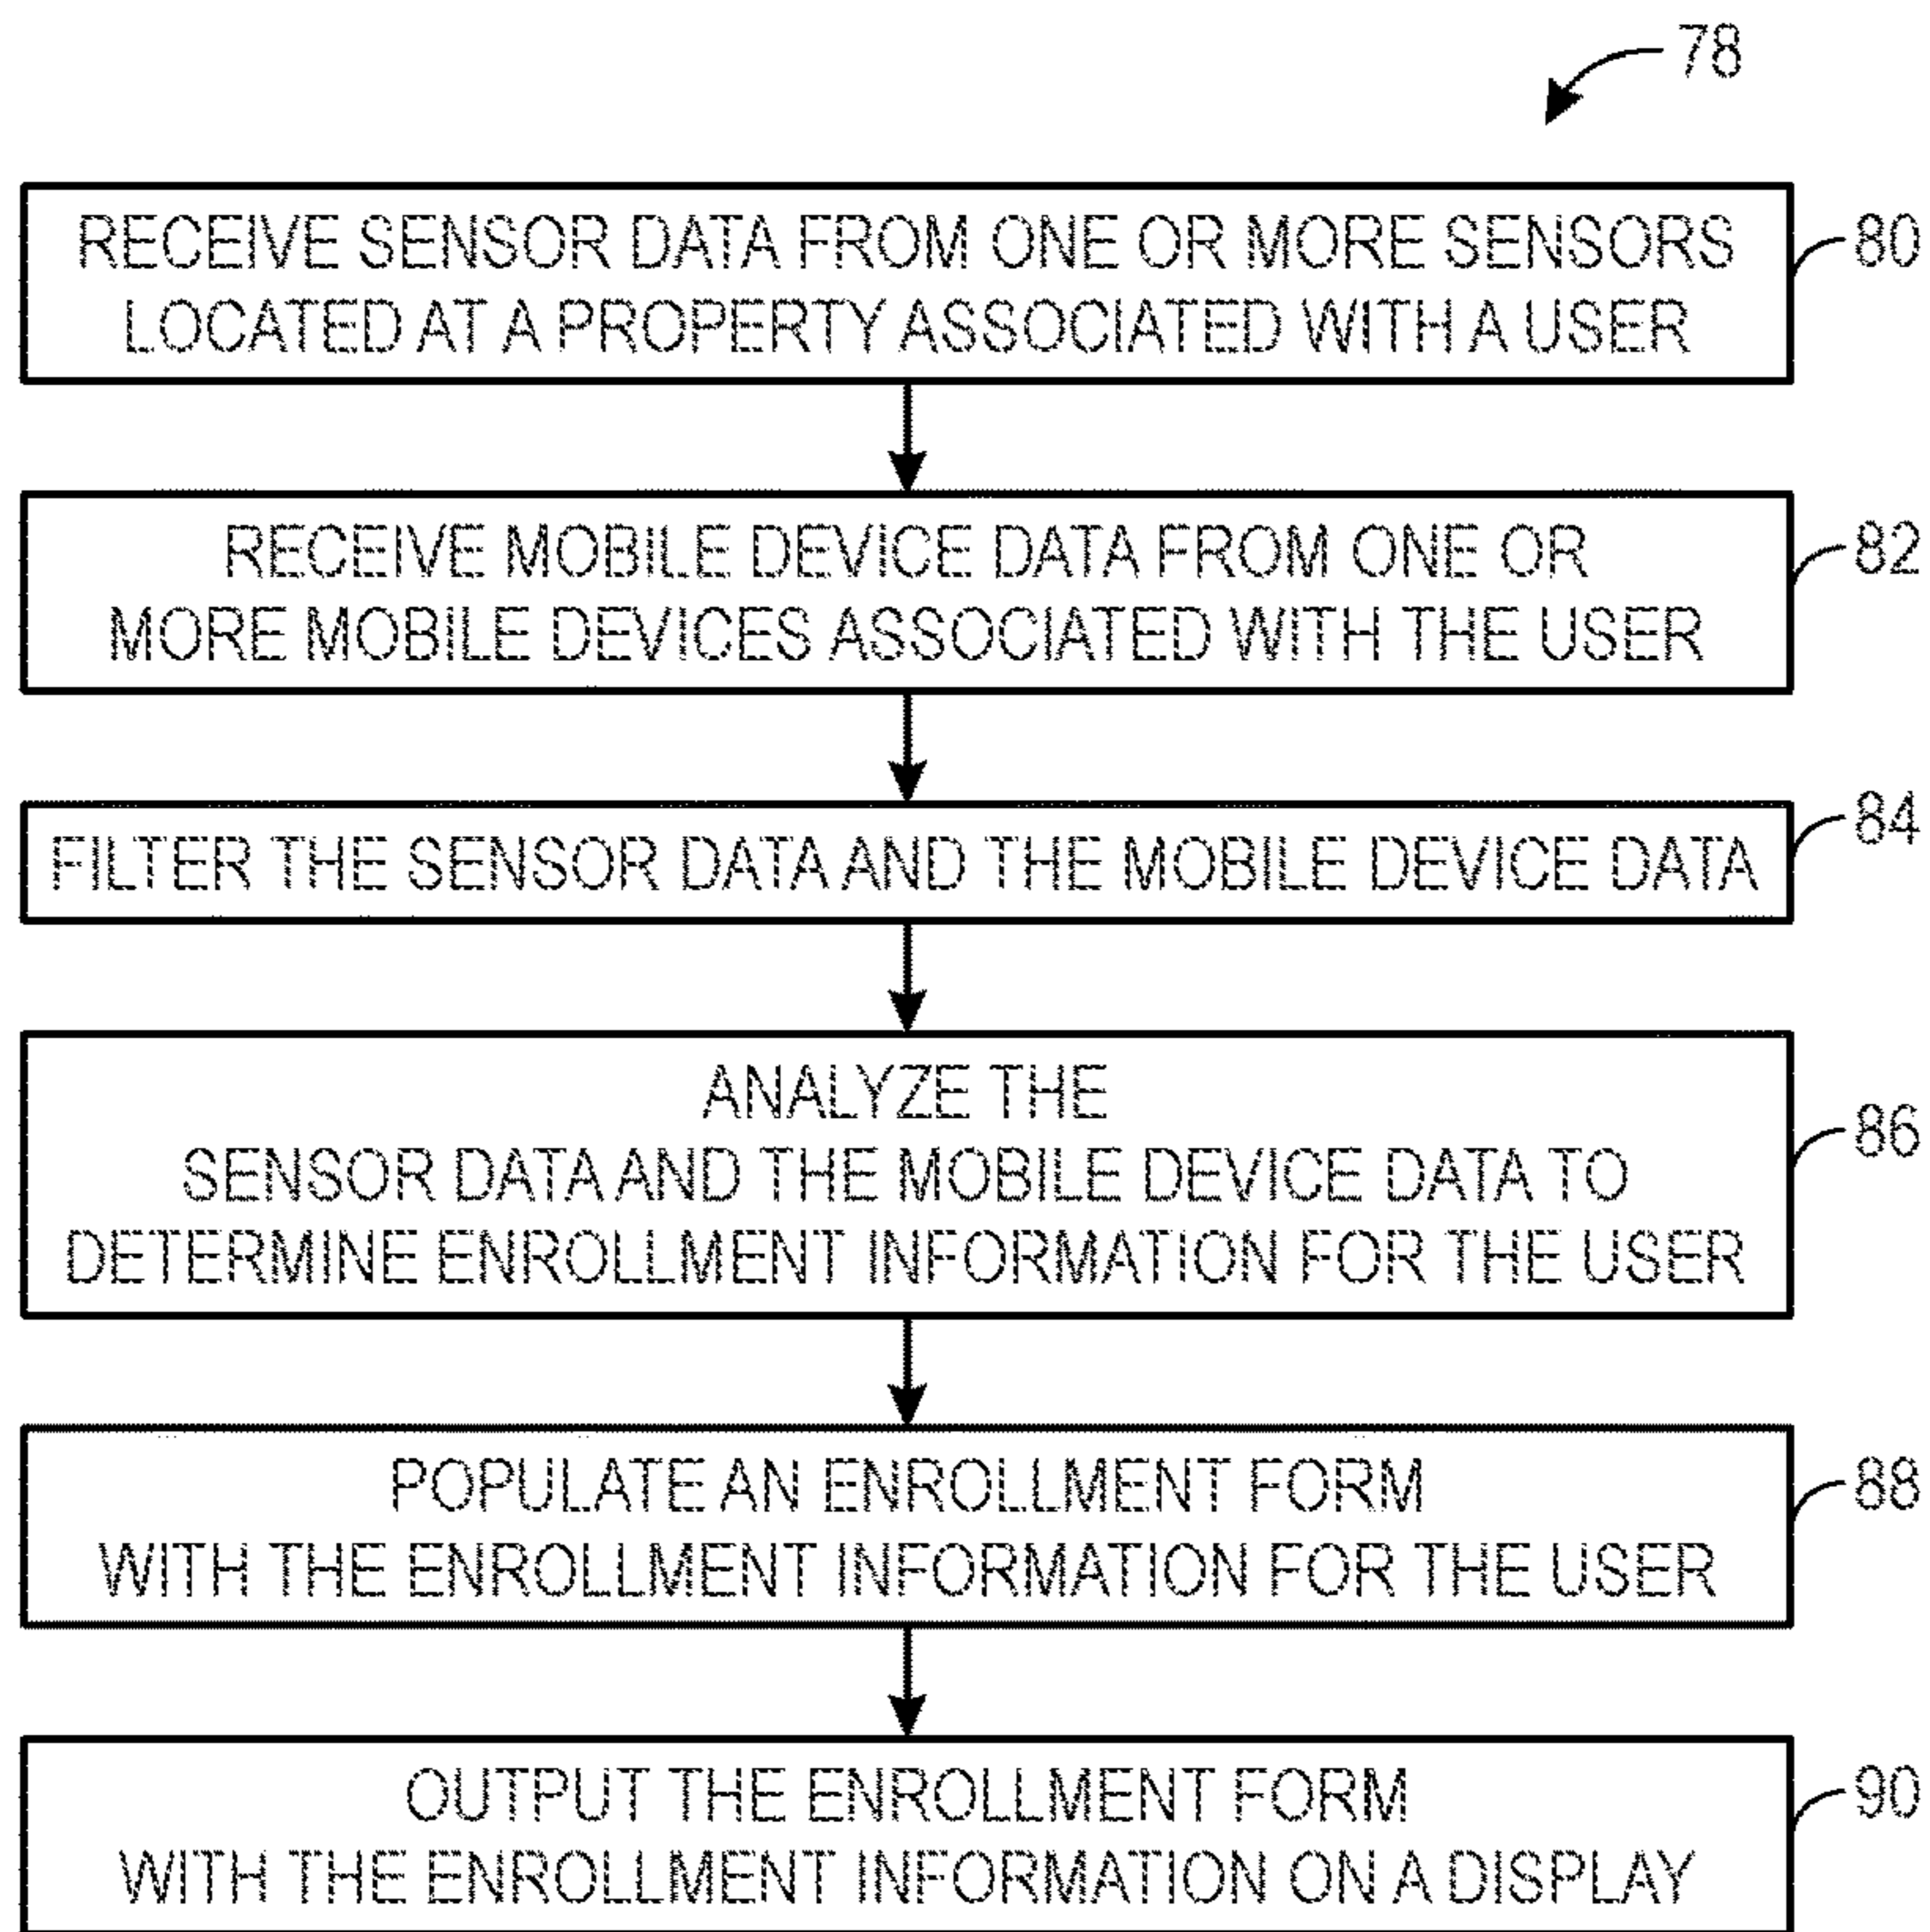 78
RECEIVE SENSOR DATA FROM ONE OR MORE SENSORS
LOCATED AT A PROPERTY ASSOCIATED WITH A USER
80
RECEIVE MOBILE DEVICE DATA FROM ONE OR
MORE MOBILE DEVICES ASSOCIATED WITH THE USER
82
FILTER THE SENSOR DATA AND THE MOBILE DEVICE DATA
84
ANALYZE THE
SENSOR DATA AND THE MOBILE DEVICE DATA TO
DETERMINE ENROLLMENT INFORMATION FOR THE USER
86
POPULATE AN ENROLLMENT FORM
WITH THE ENROLLMENT INFORMATION FOR THE USER
88
OUTPUT THE ENROLLMENT FORM
WITH THE ENROLLMENT INFORMATION ON A DISPLAY
90